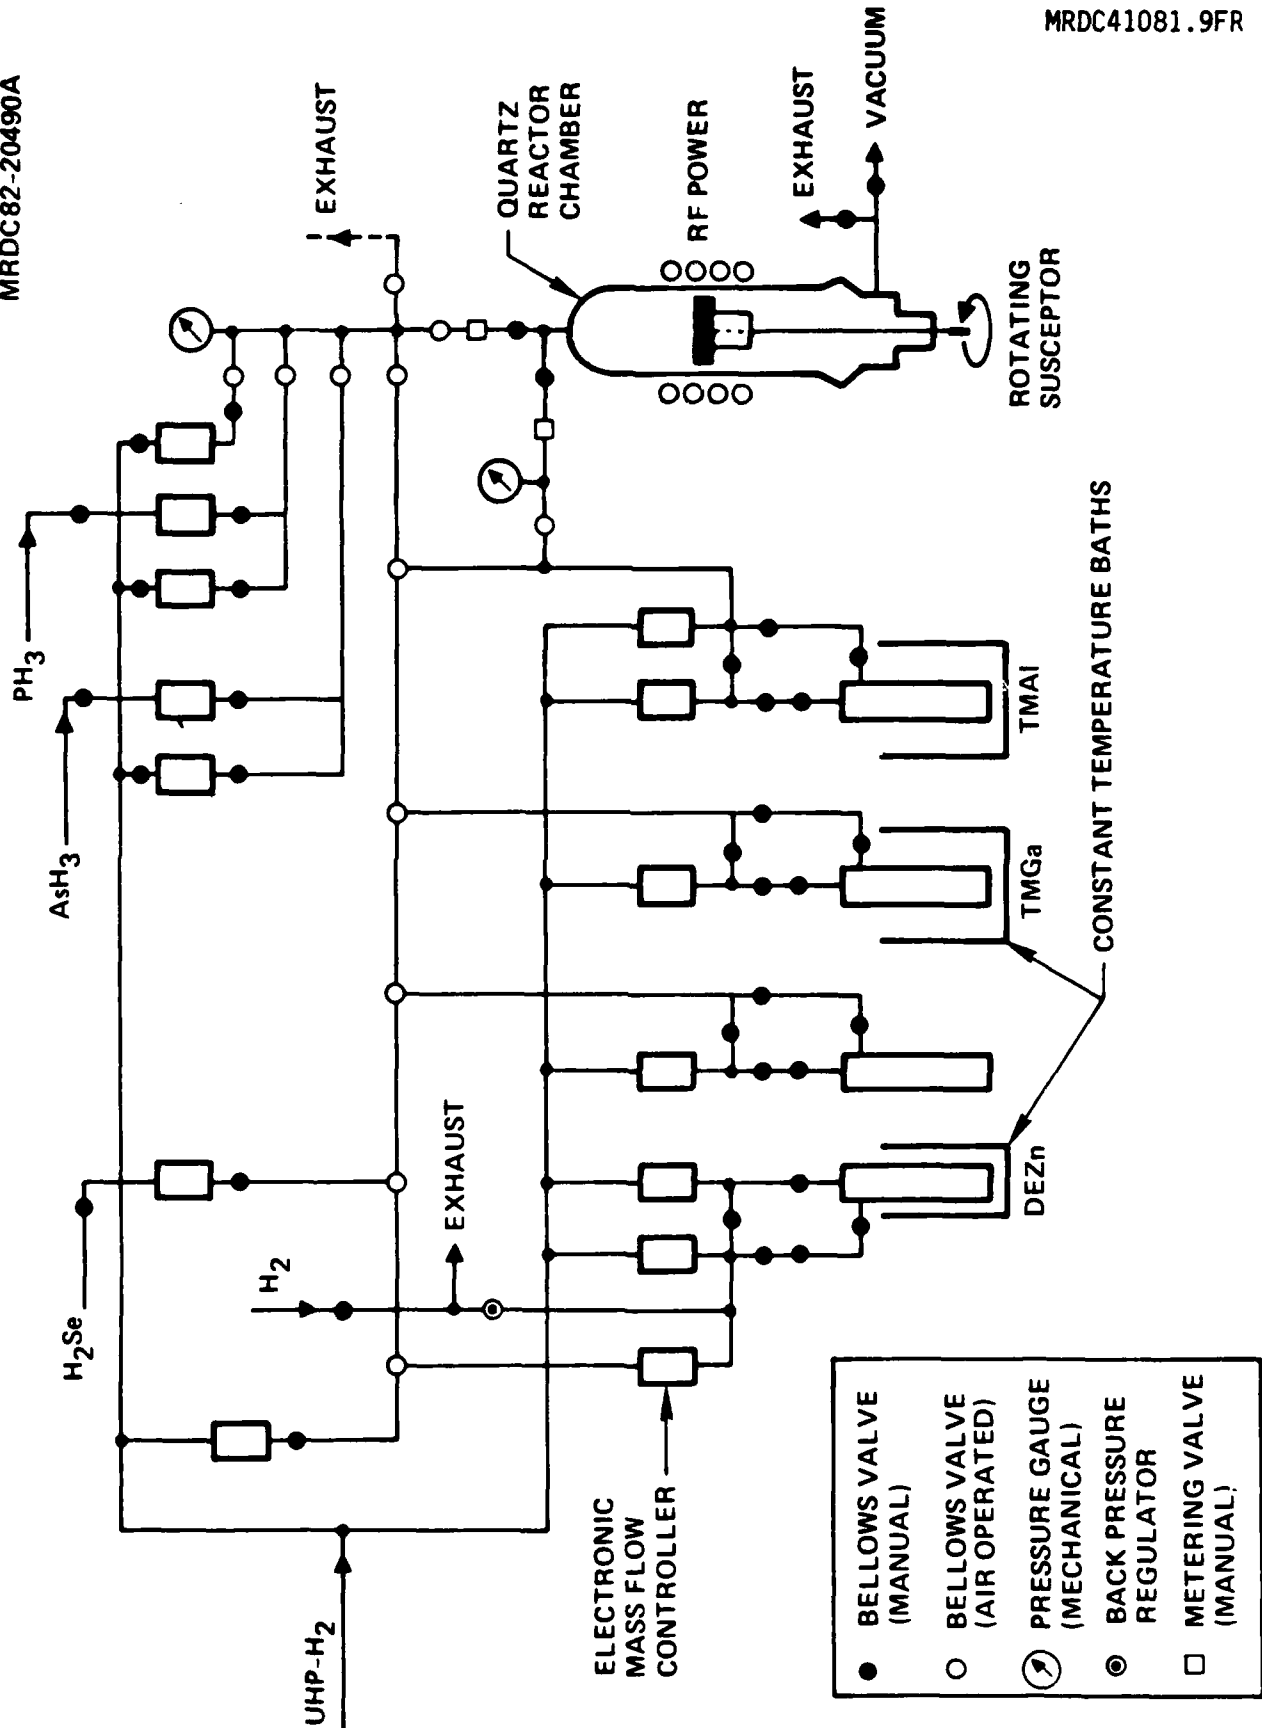 MRDC41081.9FR
MRDC82-20490A
UHP-H2
H2Se
AsH3
PH3
H2
EXHAUST
EXHAUST
QUARTZ
REACTOR
CHAMBER
RF POWER
EXHAUST
VACUUM
ROTATING
SUSCEPTOR
ELECTRONIC
MASS FLOW
CONTROLLER
DEZn
TMGa
TMAl
CONSTANT TEMPERATURE BATHS
BELLOWS VALVE
(MANUAL)
BELLOWS VALVE
(AIR OPERATED)
PRESSURE GAUGE
(MECHANICAL)
BACK PRESSURE
REGULATOR
METERING VALVE
(MANUAL)